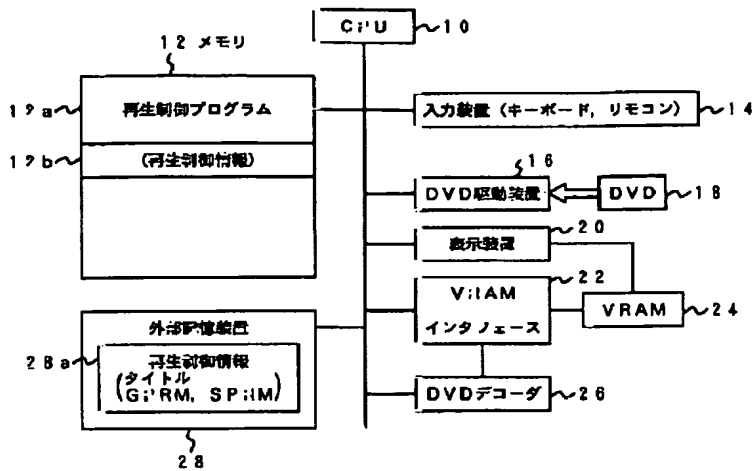 CPU
10
12 メモリ
12a
再生制御プログラム
12b
(再生制御情報)
入力装置（キーボード，リモコン）
14
16
DVD駆動装置
DVD
18
20
表示装置
22
VRAM
インタフェース
VRAM
24
外部記憶装置
28a
再生制御情報
(タイトル
GPRM, SPRM)
DVDデコーダ
26
28